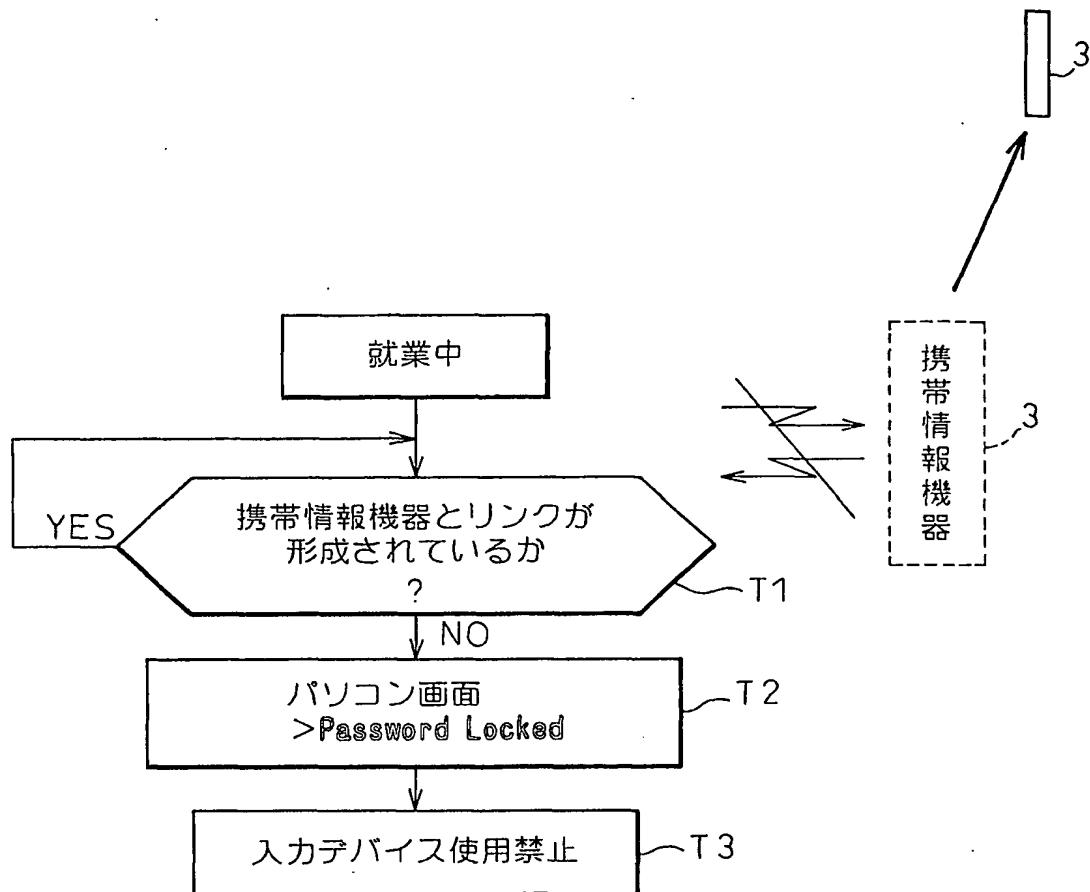 3
就業中
携帯情報機器
3
YES
携帯情報機器とリンクが
形成されているか
?
T1
NO
パソコン画面
>Password Locked
T2
入力デバイス使用禁止
T3